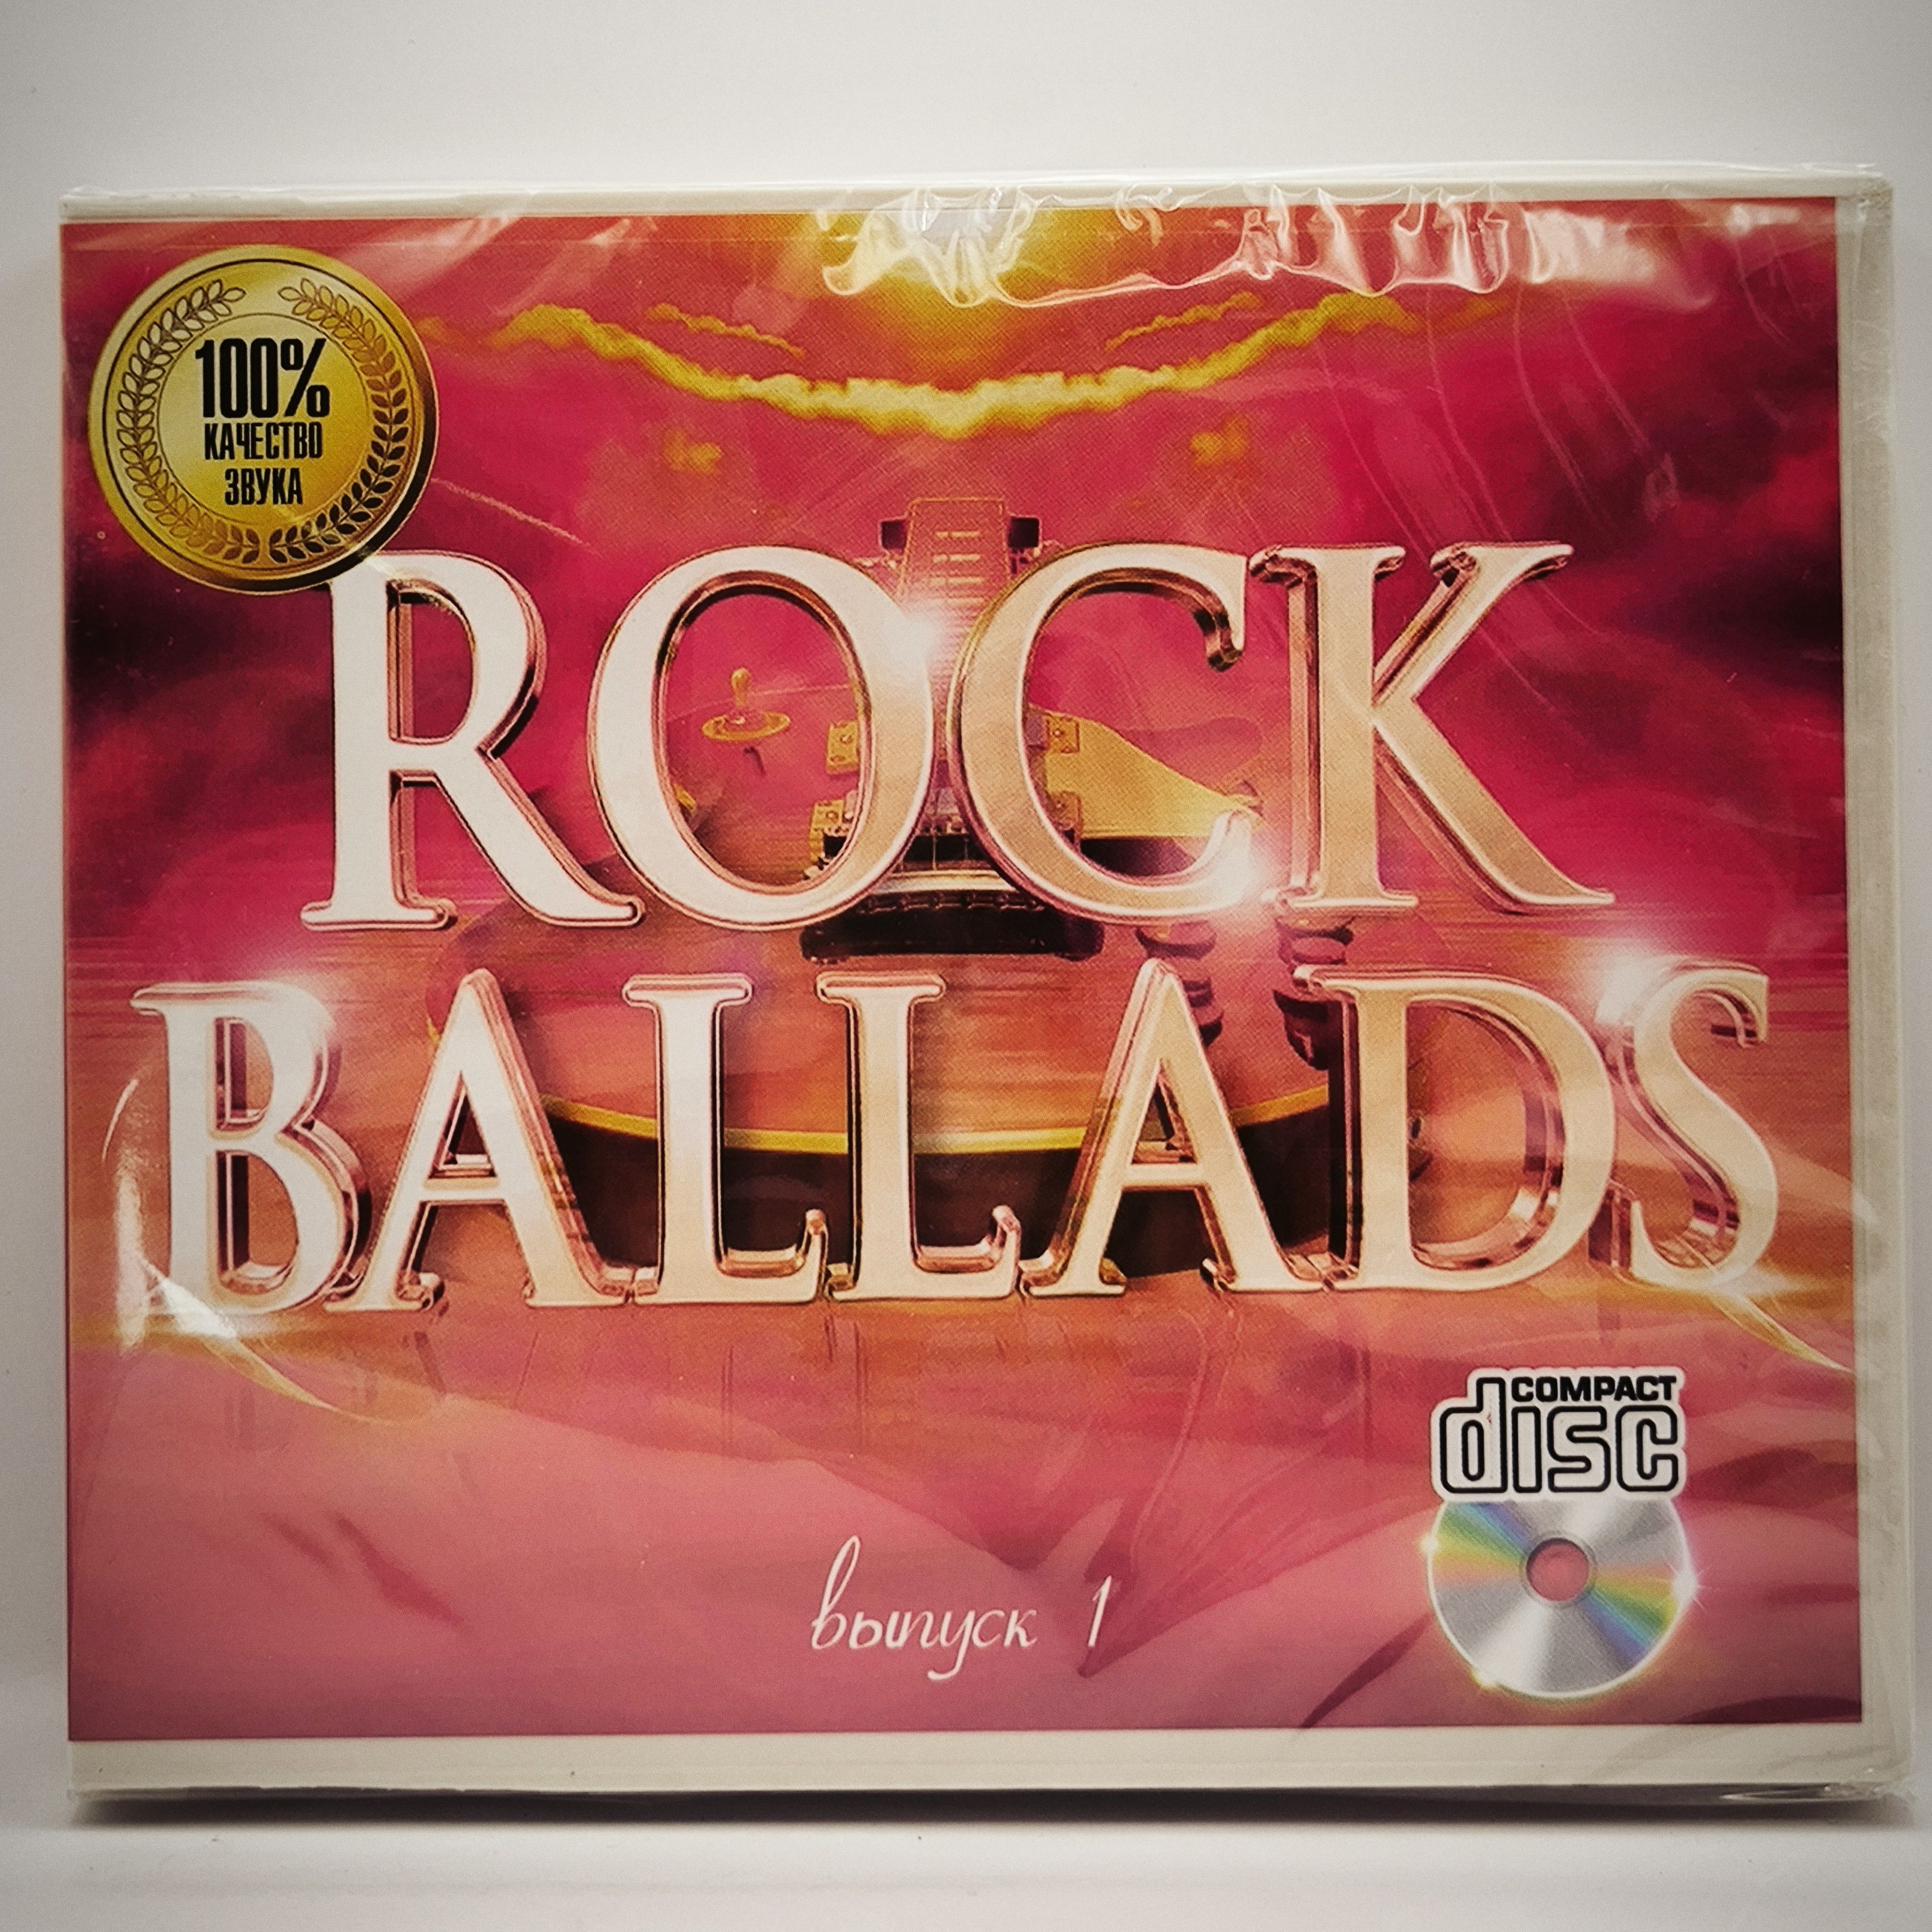 100%
КАЧЕСТВО
ЗВУКА
ROCK
BALLADS
COMPACT
disc
выпуск 1